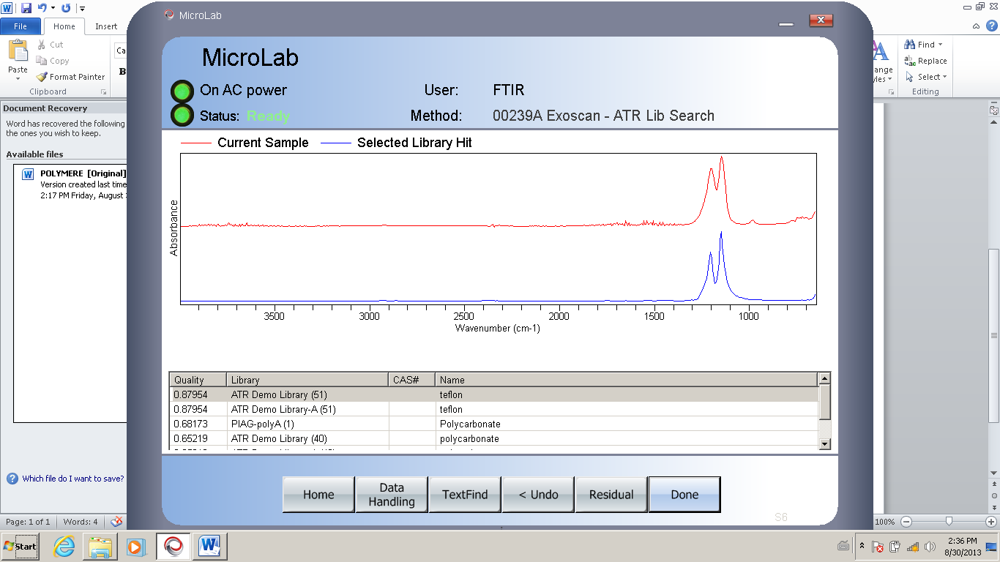 MicroLab
File
Home
Insert
Paste
Cut
Copy
Format Painter
Clipboard
Ca
B
Find
Replace
Select
Editing
Document Recovery
Word has recovered the following
the ones you wish to keep.
Available files
POLYMERE [Original]
Version created last time
2:17 PM Friday, August
Which file do I want to save?
MicroLab
On AC power
User: FTIR
Status: Ready
Method: 00239A Exoscan - ATR Lib Search
Current Sample Selected Library Hit
Absorbance
3500 3000 2500 2000 1500 1000
Wavenumber (cm-1)
Quality Library CAS# Name
0.87954 ATR Demo Library (51) teflon
0.87954 ATR Demo Library-A (51) teflon
0.68173 PIAG-polyA (1) Polycarbonate
0.65219 ATR Demo Library (40) polycarbonate
Home
Data
Handling
TextFind
< Undo
Residual
Done
S6
Page: 1 of 1 Words: 4
100%
Start
2:36 PM
8/30/2013